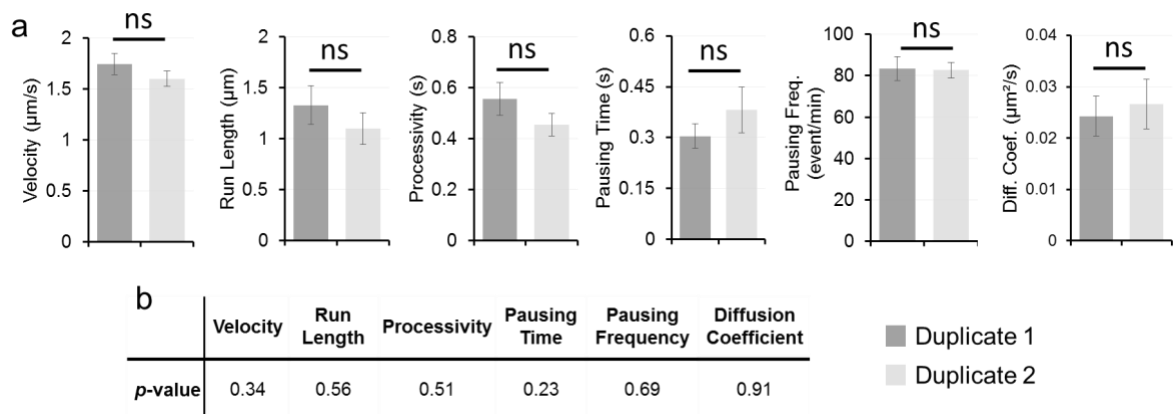 a
ns
Velocity (µm/s)
2
1.5
1
0.5
0
ns
Run Length (µm)
2
1.5
1
0.5
0
ns
Processivity (s)
0.8
0.6
0.4
0.2
0
ns
Pausing Time (s)
0.6
0.45
0.3
0.15
0
ns
Pausing Freq.
(event/min)
100
80
60
40
20
0
ns
Diff. Coef. (µm²/s)
0.04
0.03
0.02
0.01
0
b
Velocity Run Length Processivity Pausing Time Pausing Frequency Diffusion Coefficient
p-value 0.34 0.56 0.51 0.23 0.69 0.91
Duplicate 1
Duplicate 2